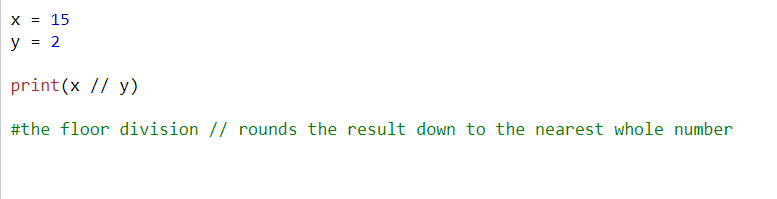 x = 15
y = 2
print(x // y)
#the floor division // rounds the result down to the nearest whole number